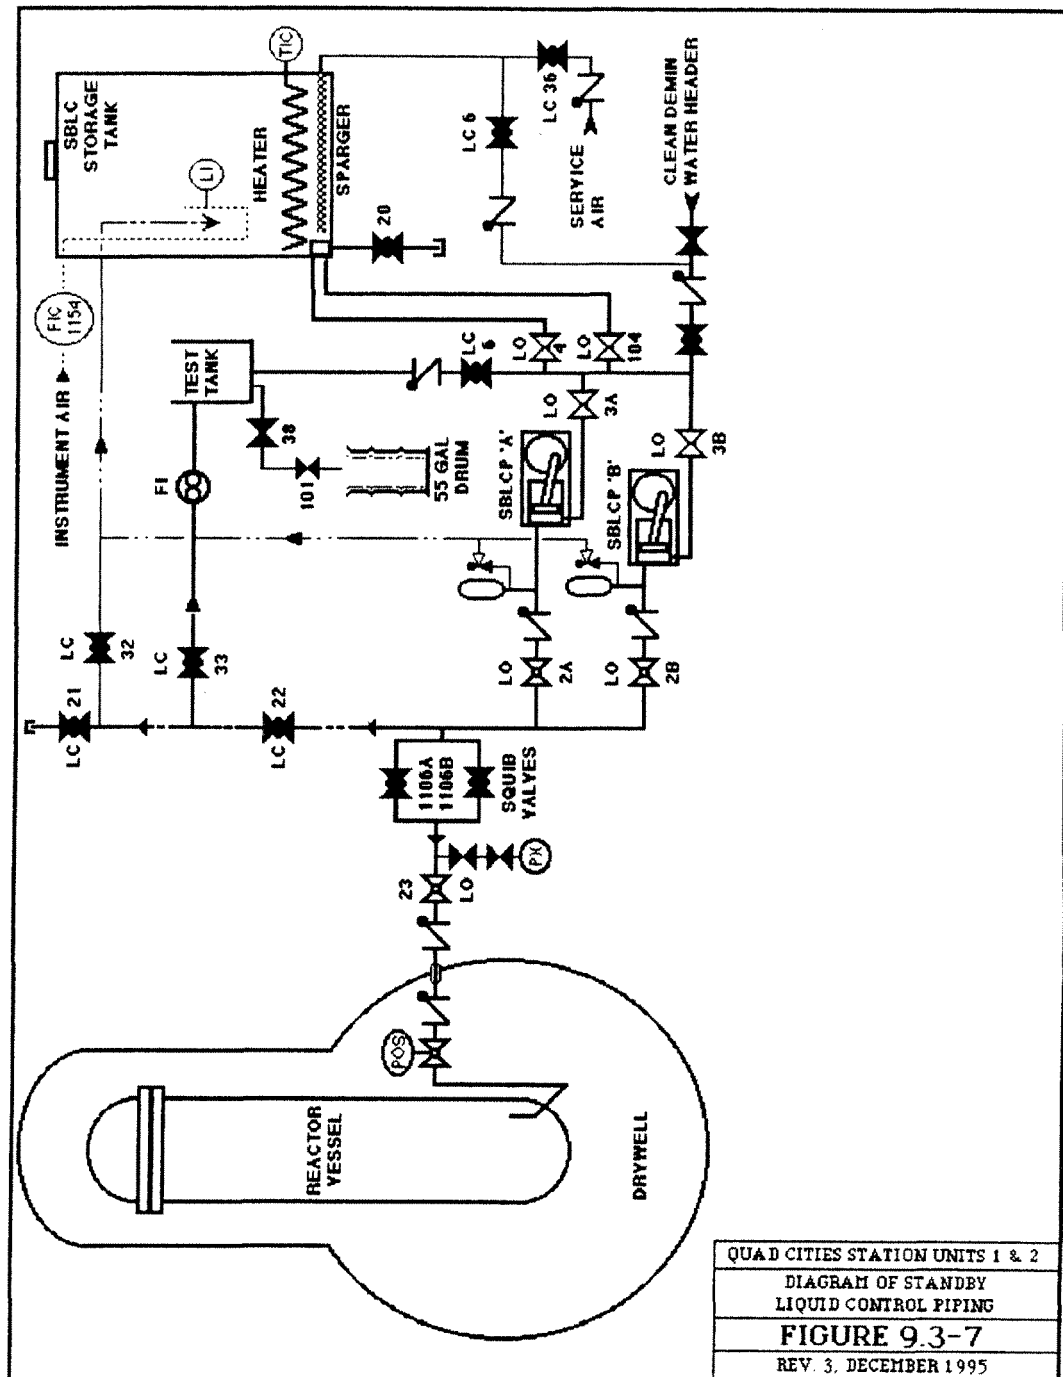 TIC
SBLC
STORAGE
TANK
LI
HEATER
SPARGER
20
LC 6
LC 36
SERVICE
AIR
CLEAN DEMIN
WATER HEADER
FIC
1154
INSTRUMENT AIR
TEST
TANK
FI
38
101
55 GAL
DRUM
LC
5
LO
4
LO
104
LO
3A
LO
3B
SBLCP 'A'
SBLCP 'B'
LC
32
LC
33
LC
21
LC
22
LO
2A
LO
2B
1106A
1106B
SQUIB
VALVES
23
LO
PX
POS
REACTOR
VESSEL
DRYWELL
QUAD CITIES STATION UNITS 1 & 2
DIAGRAM OF STANDBY
LIQUID CONTROL PIPING
FIGURE 9.3-7
REV. 3, DECEMBER 1995